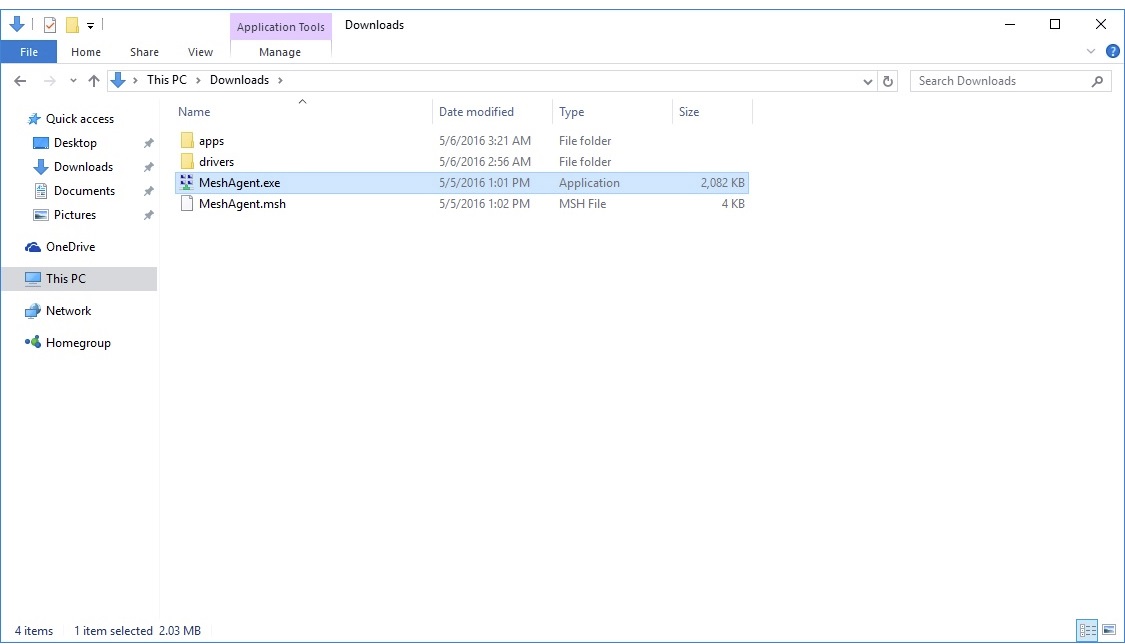 Application Tools Downloads
File Home Share View Manage
This PC Downloads Search Downloads
Name Date modified Type Size
Quick access
Desktop
Downloads
Documents
Pictures
OneDrive
This PC
Network
Homegroup
apps 5/6/2016 3:21 AM File folder
drivers 5/6/2016 2:56 AM File folder
MeshAgent.exe 5/5/2016 1:01 PM Application 2,082 KB
MeshAgent.msh 5/5/2016 1:02 PM MSH File 4 KB
4 items 1 item selected 2.03 MB